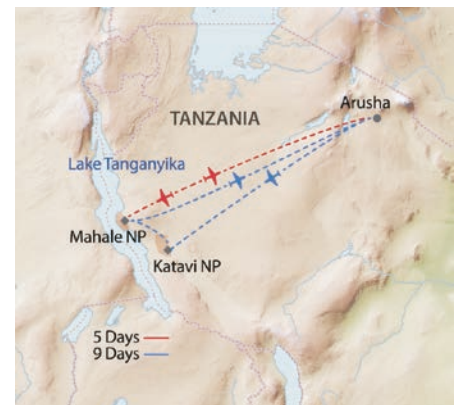 Arusha
TANZANIA
Lake Tanganyika
Mahale NP
Katavi NP
5 Days
9 Days